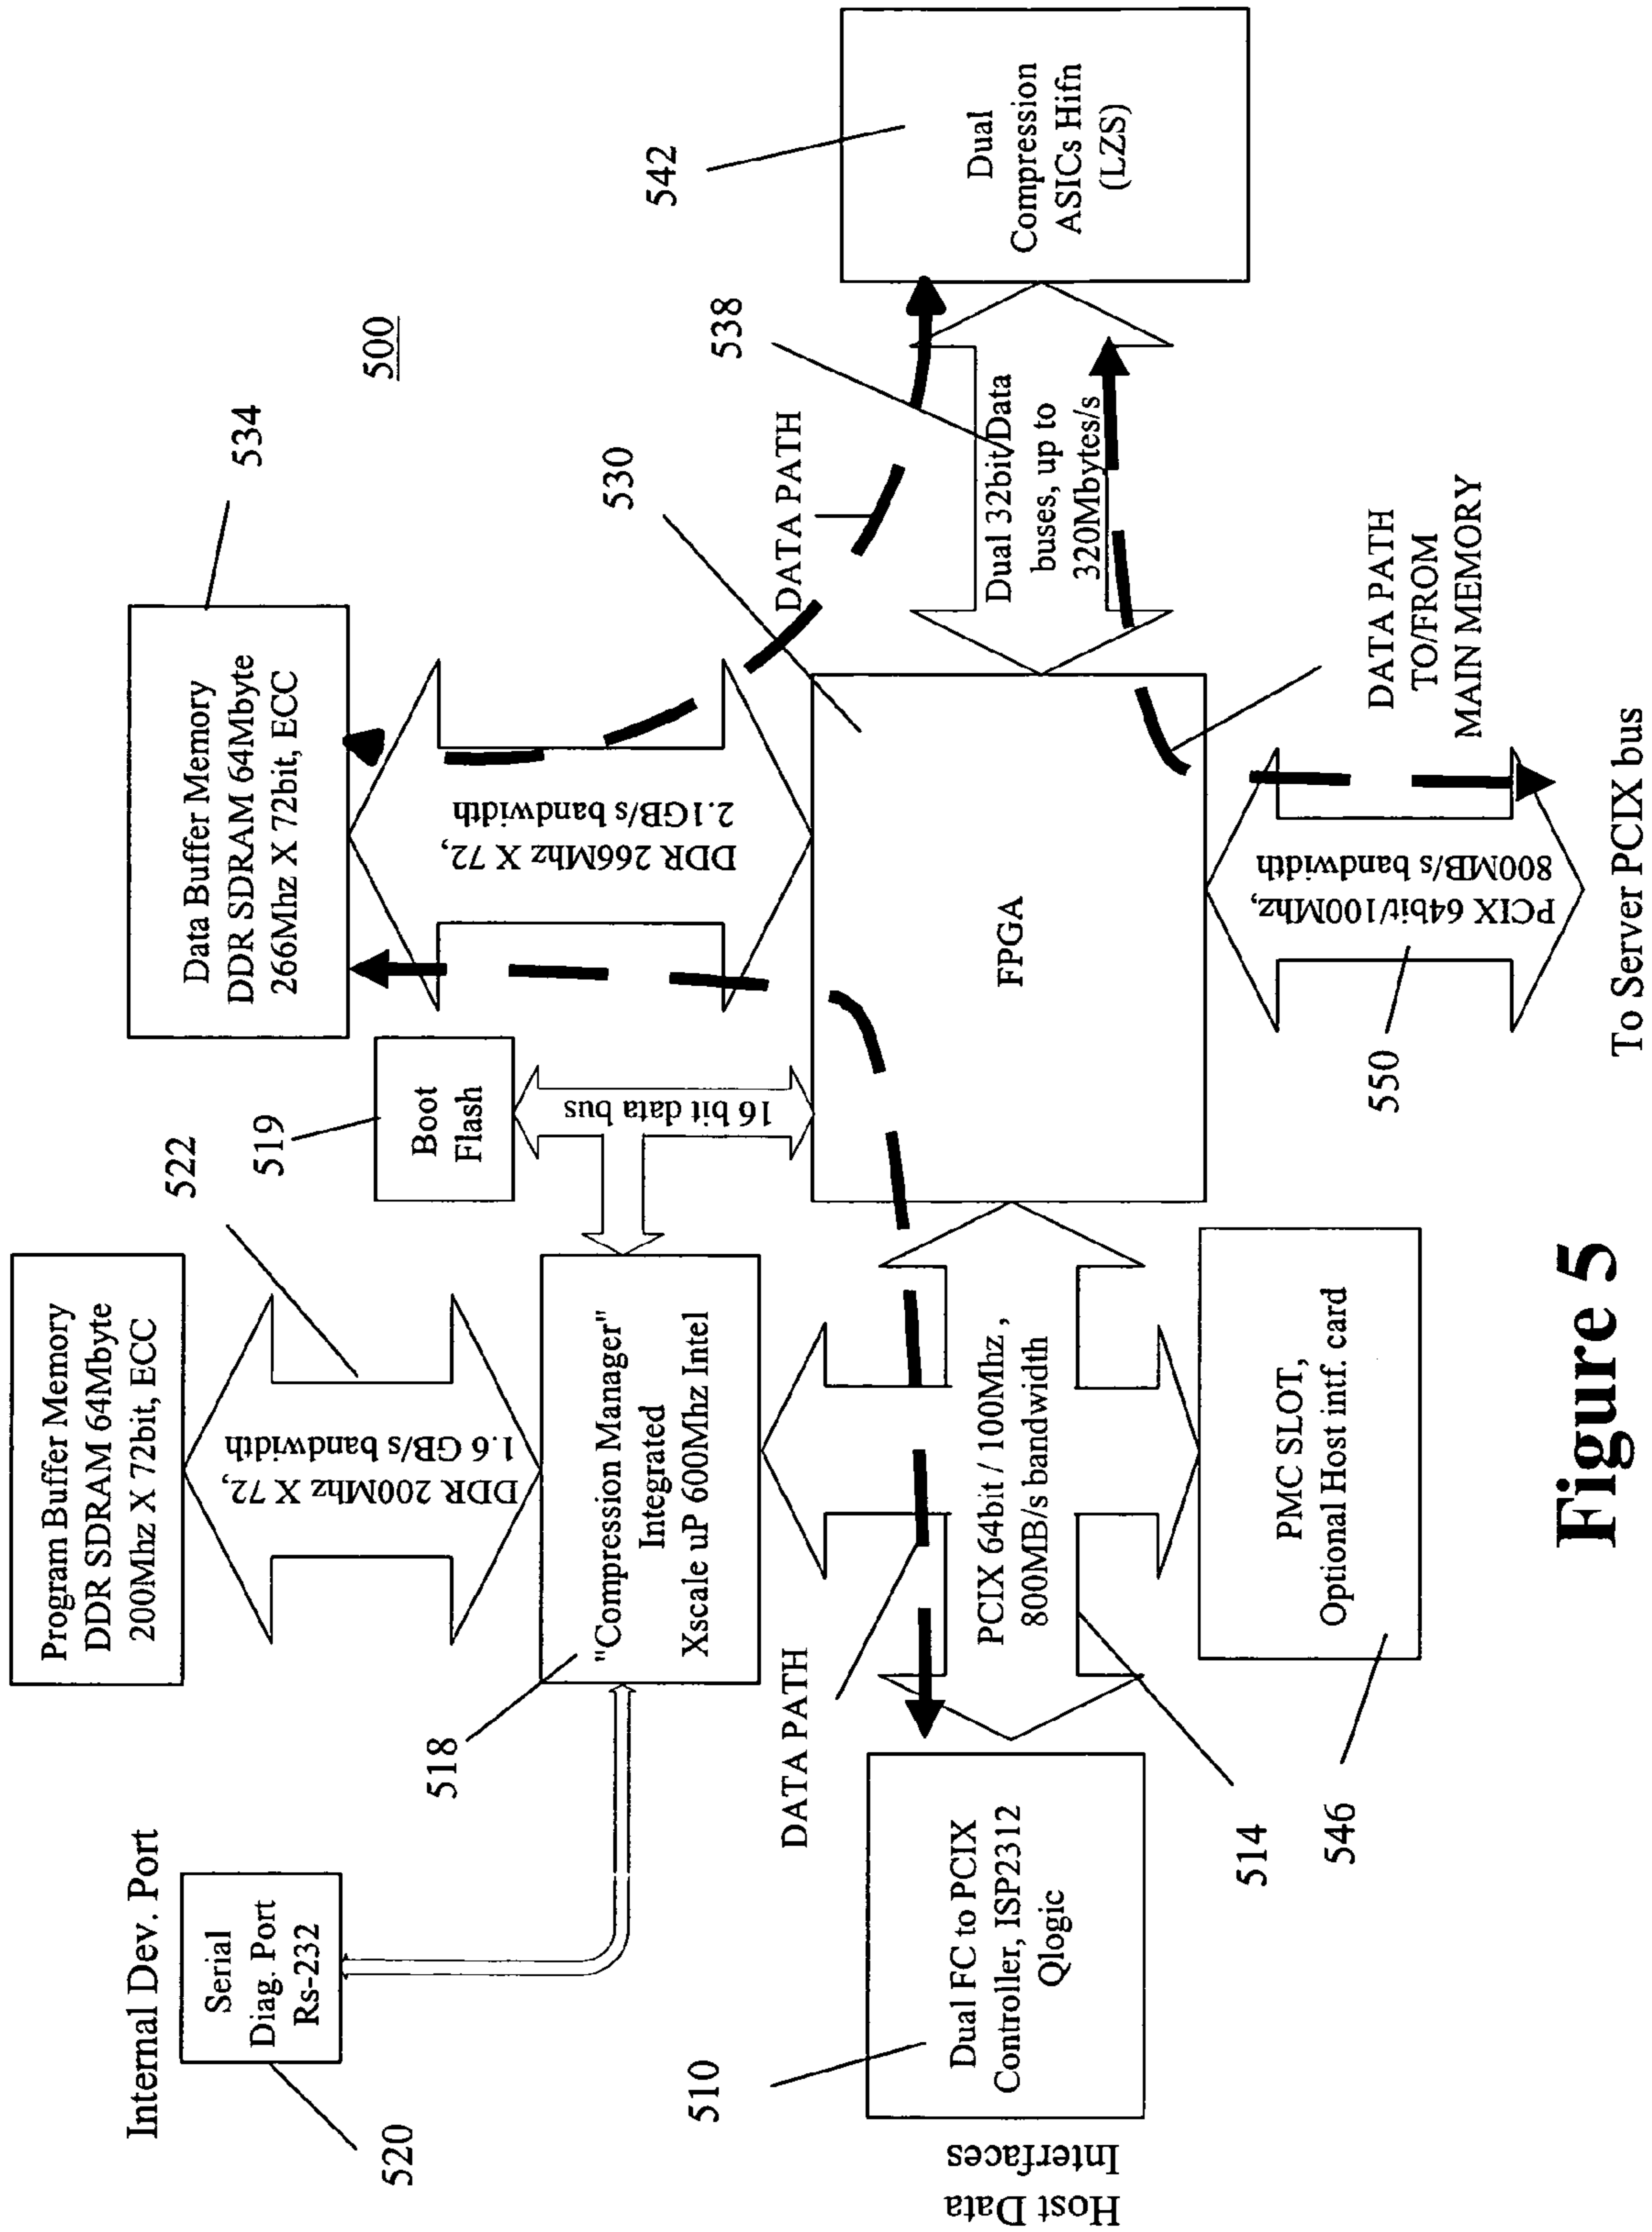 Internal Dev. Port
Serial
Diag. Port
Rs-232
520
Program Buffer Memory
DDR SDRAM 64Mbyte
200Mhz X 72bit, ECC
DDR 200Mhz X 72,
1.6 GB/s bandwidth
522
Boot
Flash
519
16 bit data bus
Data Buffer Memory
DDR SDRAM 64Mbyte
266Mhz X 72bit, ECC
534
500
DDR 266Mhz X 72,
2.1GB/s bandwidth
"Compression Manager"
Integrated
Xscale uP 600Mhz Intel
518
DATA PATH
DATA PATH
530
538
542
Host Data
Interfaces
510
Dual FC to PCIX
Controller, ISP2312
Qlogic
PCIX 64bit / 100Mhz ,
800MB/s bandwidth
514
FPGA
Dual 32bit/Data
buses, up to
320Mbytes/s
Dual
Compression
ASICs Hifn
(LZS)
546
PMC SLOT,
Optional Host intf. card
550
PCIX 64bit/100Mhz,
800MB/s bandwidth
DATA PATH
TO/FROM
MAIN MEMORY
To Server PCIX bus
Figure 5